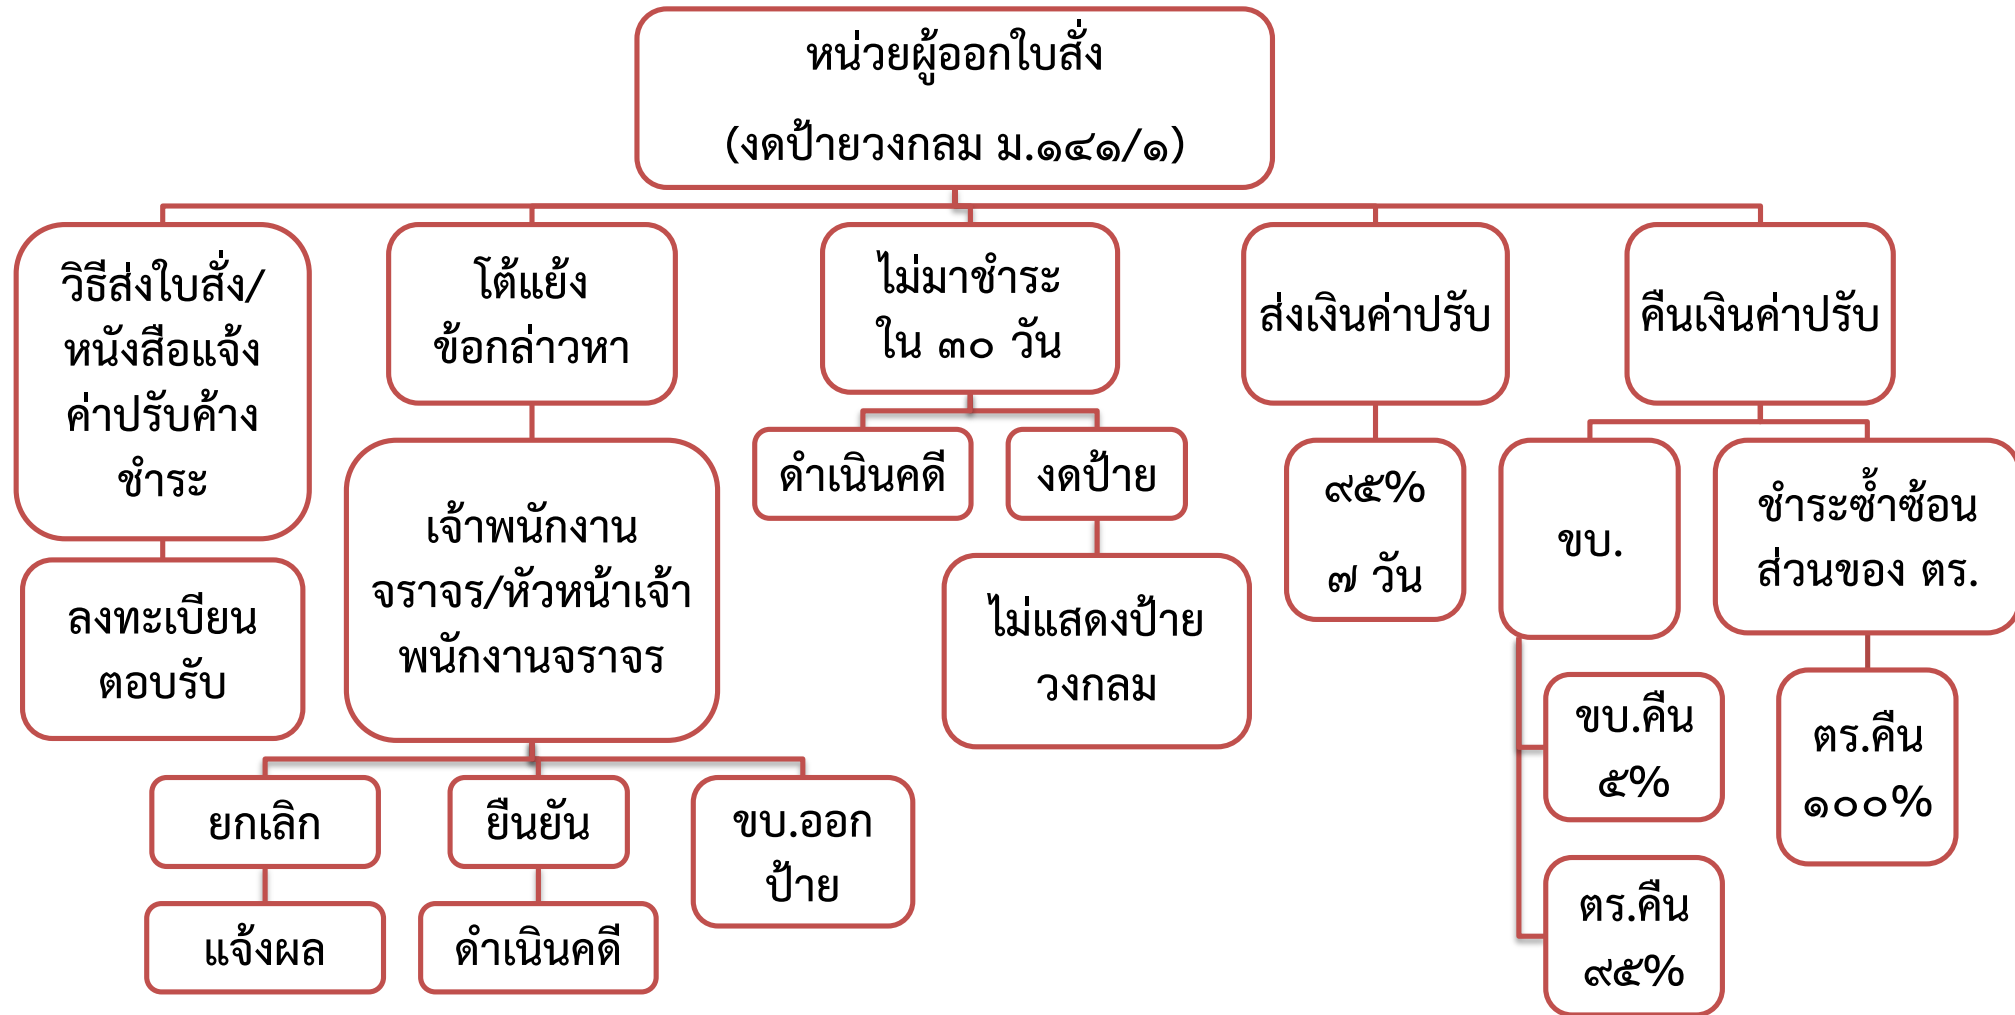 หน่วยผู้ออกใบสั่ง
(งดป้ายวงกลม ม.๑๔๑/๑)
วิธีส่งใบสั่ง/
หนังสือแจ้ง
ค่าปรับค้าง
ชำระ
ลงทะเบียน
ตอบรับ
โต้แย้ง
ข้อกล่าวหา
เจ้าพนักงาน
จราจร/หัวหน้าเจ้า
พนักงานจราจร
ยกเลิก
แจ้งผล
ยืนยัน
ดำเนินคดี
ขบ.ออก
ป้าย
ไม่มาชำระ
ใน ๓๐ วัน
ดำเนินคดี
งดป้าย
ไม่แสดงป้าย
วงกลม
ส่งเงินค่าปรับ
๙๕%
๗ วัน
คืนเงินค่าปรับ
ขบ.
ขบ.คืน
๕%
ตร.คืน
๙๕%
ชำระซ้ำซ้อน
ส่วนของ ตร.
ตร.คืน
๑๐๐%